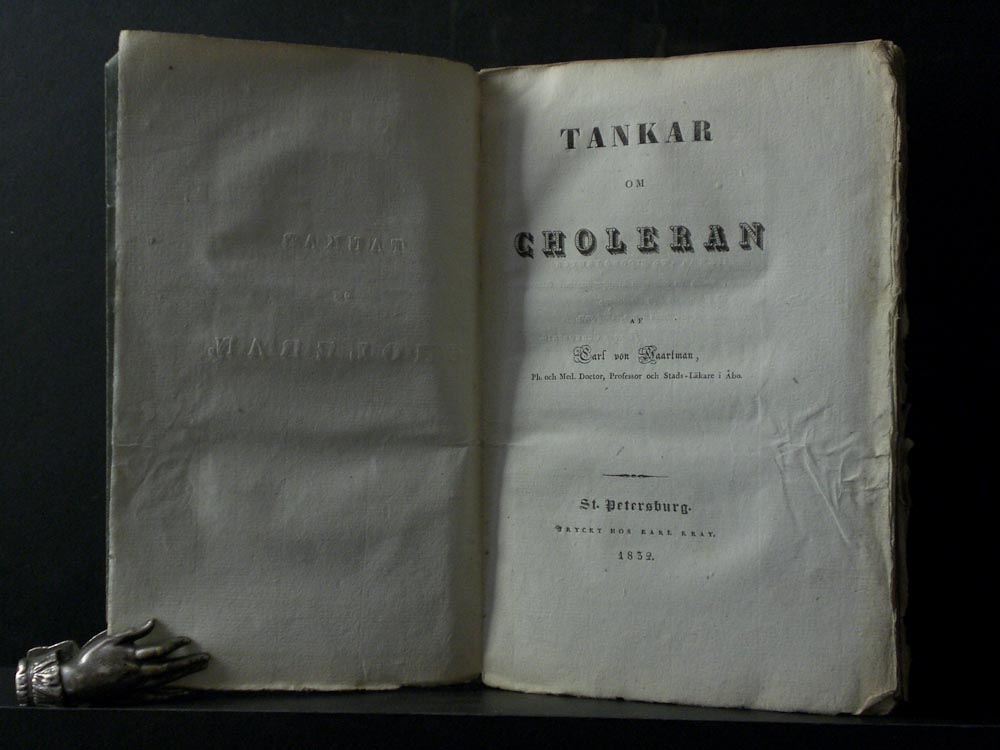 TANKAR
OM
CHOLERAN
AF
Carl von Haartman,
Ph. och Med. Doctor, Professor och Stads-Läkare i Åbo.
St. Petersburg.
TRYCKT HOS KARL KRAY,
1832.